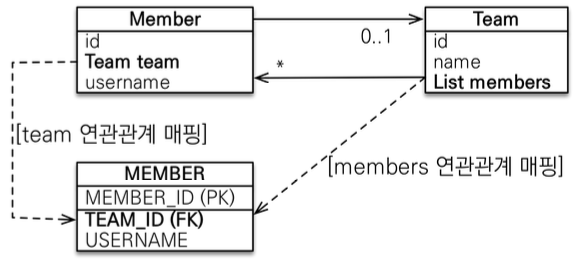 Member
id
Team team
username
0..1
*
Team
id
name
List members
[team 연관관계 매핑]
[members 연관관계 매핑]
MEMBER
MEMBER_ID (PK)
TEAM_ID (FK)
USERNAME